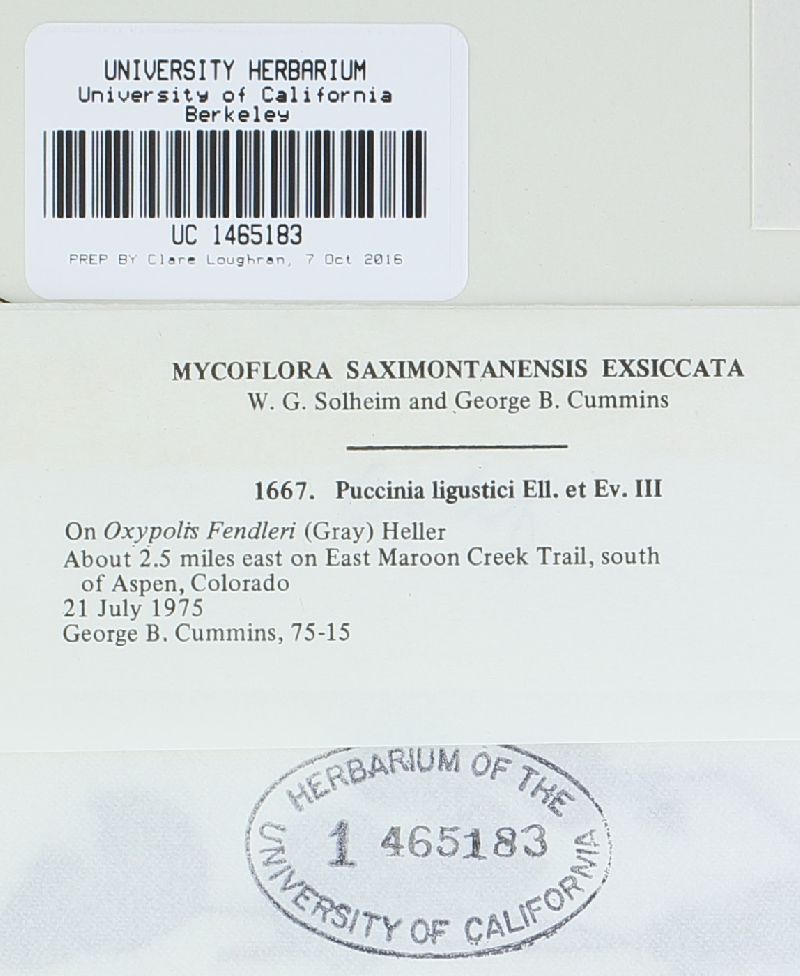 UNIVERSITY HERBARIUM
University of California
Berkeley
UC 1465183
PREP BY Clare Loughran, 7 Oct 2016
MYCOFLORA SAXIMONTANENSIS EXSICCATA
W. G. Solheim and George B. Cummins
1667. Puccinia ligustici Ell. et Ev. III
On Oxypolis Fendleri (Gray) Heller
About 2.5 miles east on East Maroon Creek Trail, south
of Aspen, Colorado
21 July 1975
George B. Cummins, 75-15
HERBARIUM OF THE
1 465183
UNIVERSITY OF CALIFORNIA